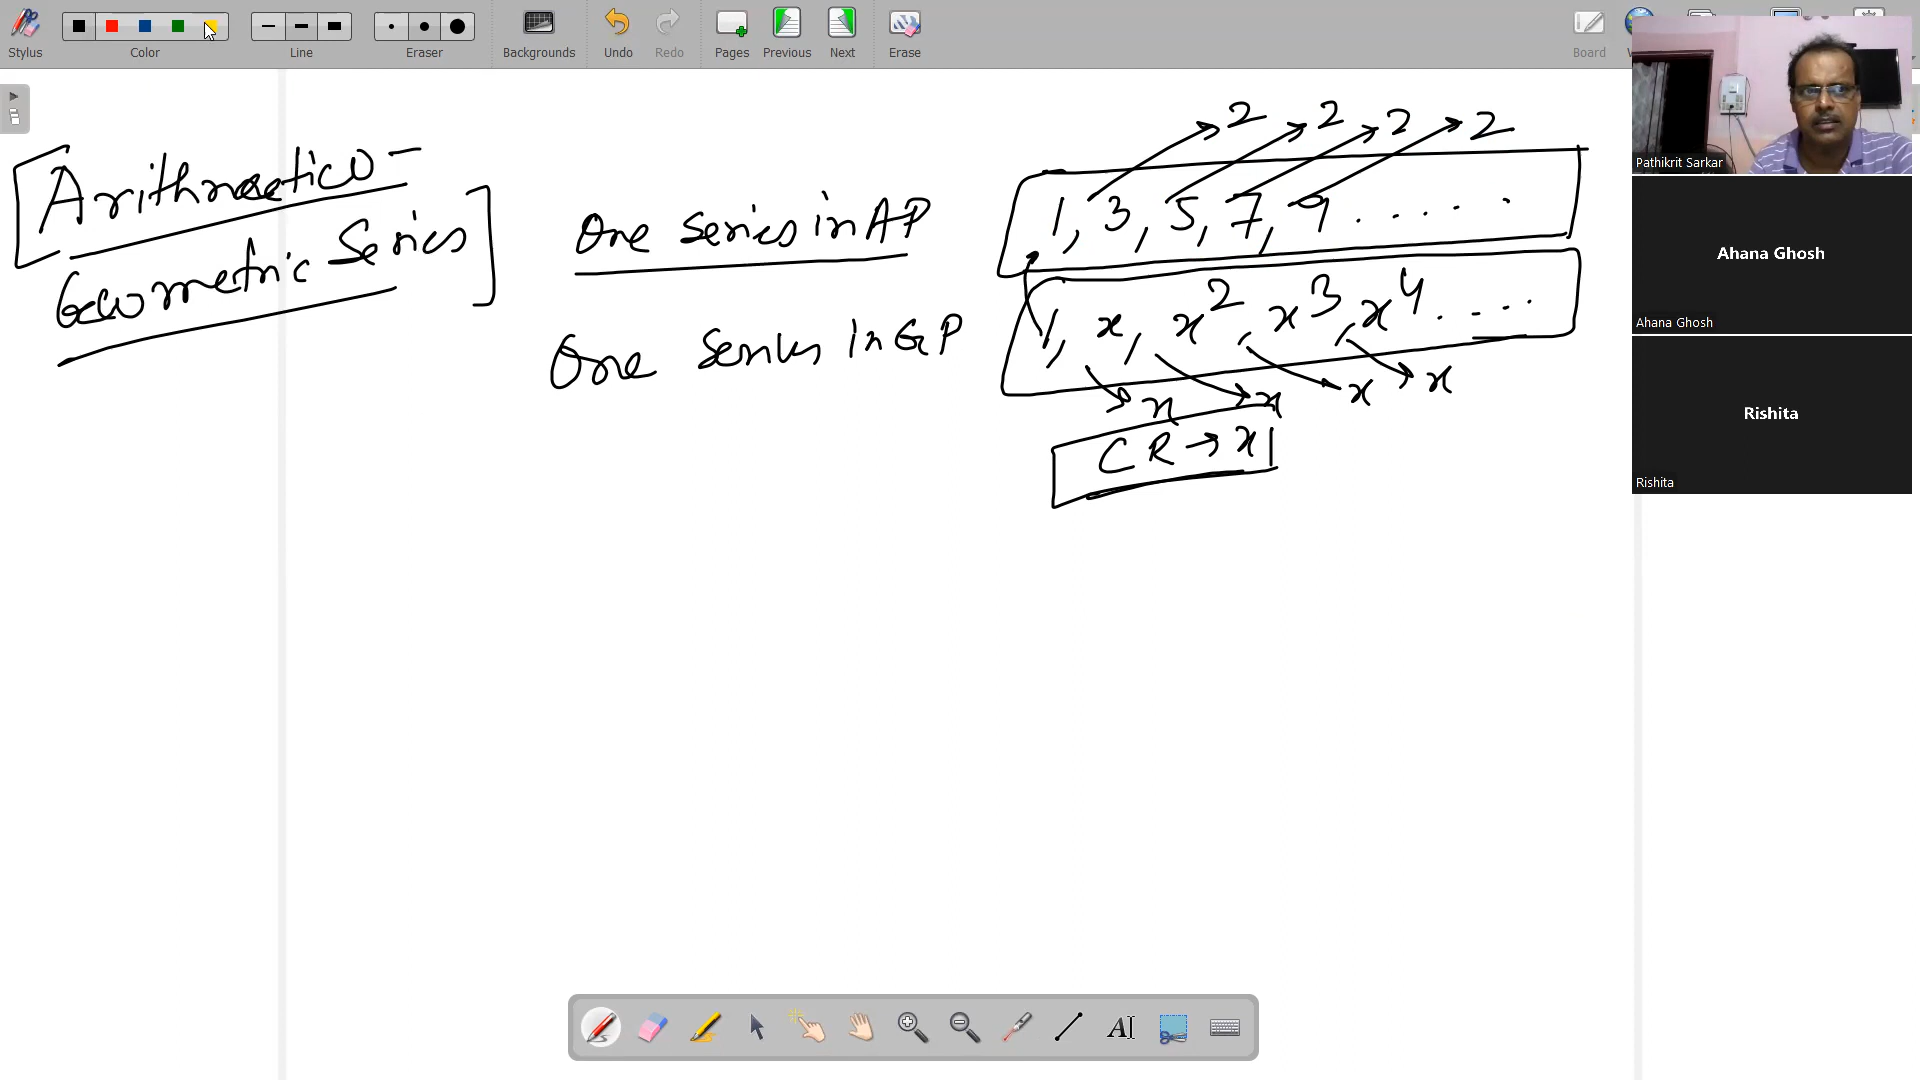 Stylus Color Line Eraser Backgrounds Undo Redo Pages Previous Next Erase Board
Pathikrit Sarkar
Ahana Ghosh
Ahana Ghosh
Rishita
Rishita
[Arithmetico-
Geometric Series]
One series in AP
2 2 2 2
1, 3, 5, 7, 9 . . . . .
One series in GP
1, x, x², x³, x⁴ . . . .
x x x x
CR → x